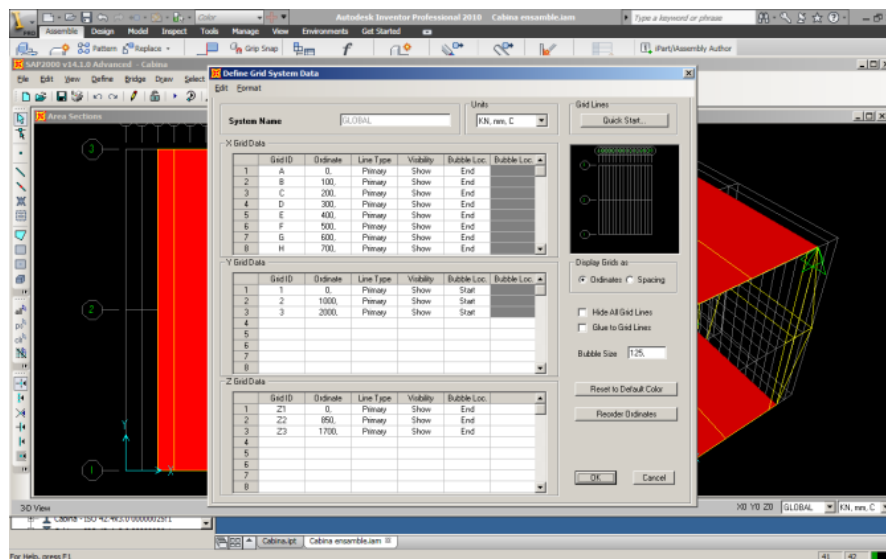 Color
Autodesk Inventor Professional 2010 Cabina ensamble.iam
Type a keyword or phrase
PRO
Assemble Design Model Inspect Tools Manage View Environments Get Started
Pattern Replace Grip Snap iPart/iAssembly Author
SAP2000 v14.1.0 Advanced - Cabina
File Edit View Define Bridge Draw Select
Area Sections
Define Grid System Data
Edit Format
System Name GLOBAL
Units
KN, mm, C
Grid Lines
Quick Start...
X Grid Data
Grid ID Ordinate Line Type Visibility Bubble Loc. Bubble Loc.
1 A 0, Primary Show End
2 B 100, Primary Show End
3 C 200, Primary Show End
4 D 300, Primary Show End
5 E 400, Primary Show End
6 F 500, Primary Show End
7 G 600, Primary Show End
8 H 700, Primary Show End
Y Grid Data
Grid ID Ordinate Line Type Visibility Bubble Loc. Bubble Loc.
1 1 0, Primary Show Start
2 2 1000, Primary Show Start
3 3 2000, Primary Show Start
4
5
6
7
8
Z Grid Data
Grid ID Ordinate Line Type Visibility Bubble Loc.
1 Z1 0, Primary Show End
2 Z2 850, Primary Show End
3 Z3 1700, Primary Show End
4
5
6
7
8
Display Grids as
Ordinates Spacing
Hide All Grid Lines
Glue to Grid Lines
Bubble Size 125,
Reset to Default Color
Reorder Ordinates
OK Cancel
3
2
1
Y
X
3-D View
X0 Y0 Z0 GLOBAL KN, mm, C
Cabina.ipt Cabina ensamble.iam
For Help, press F1
41 42